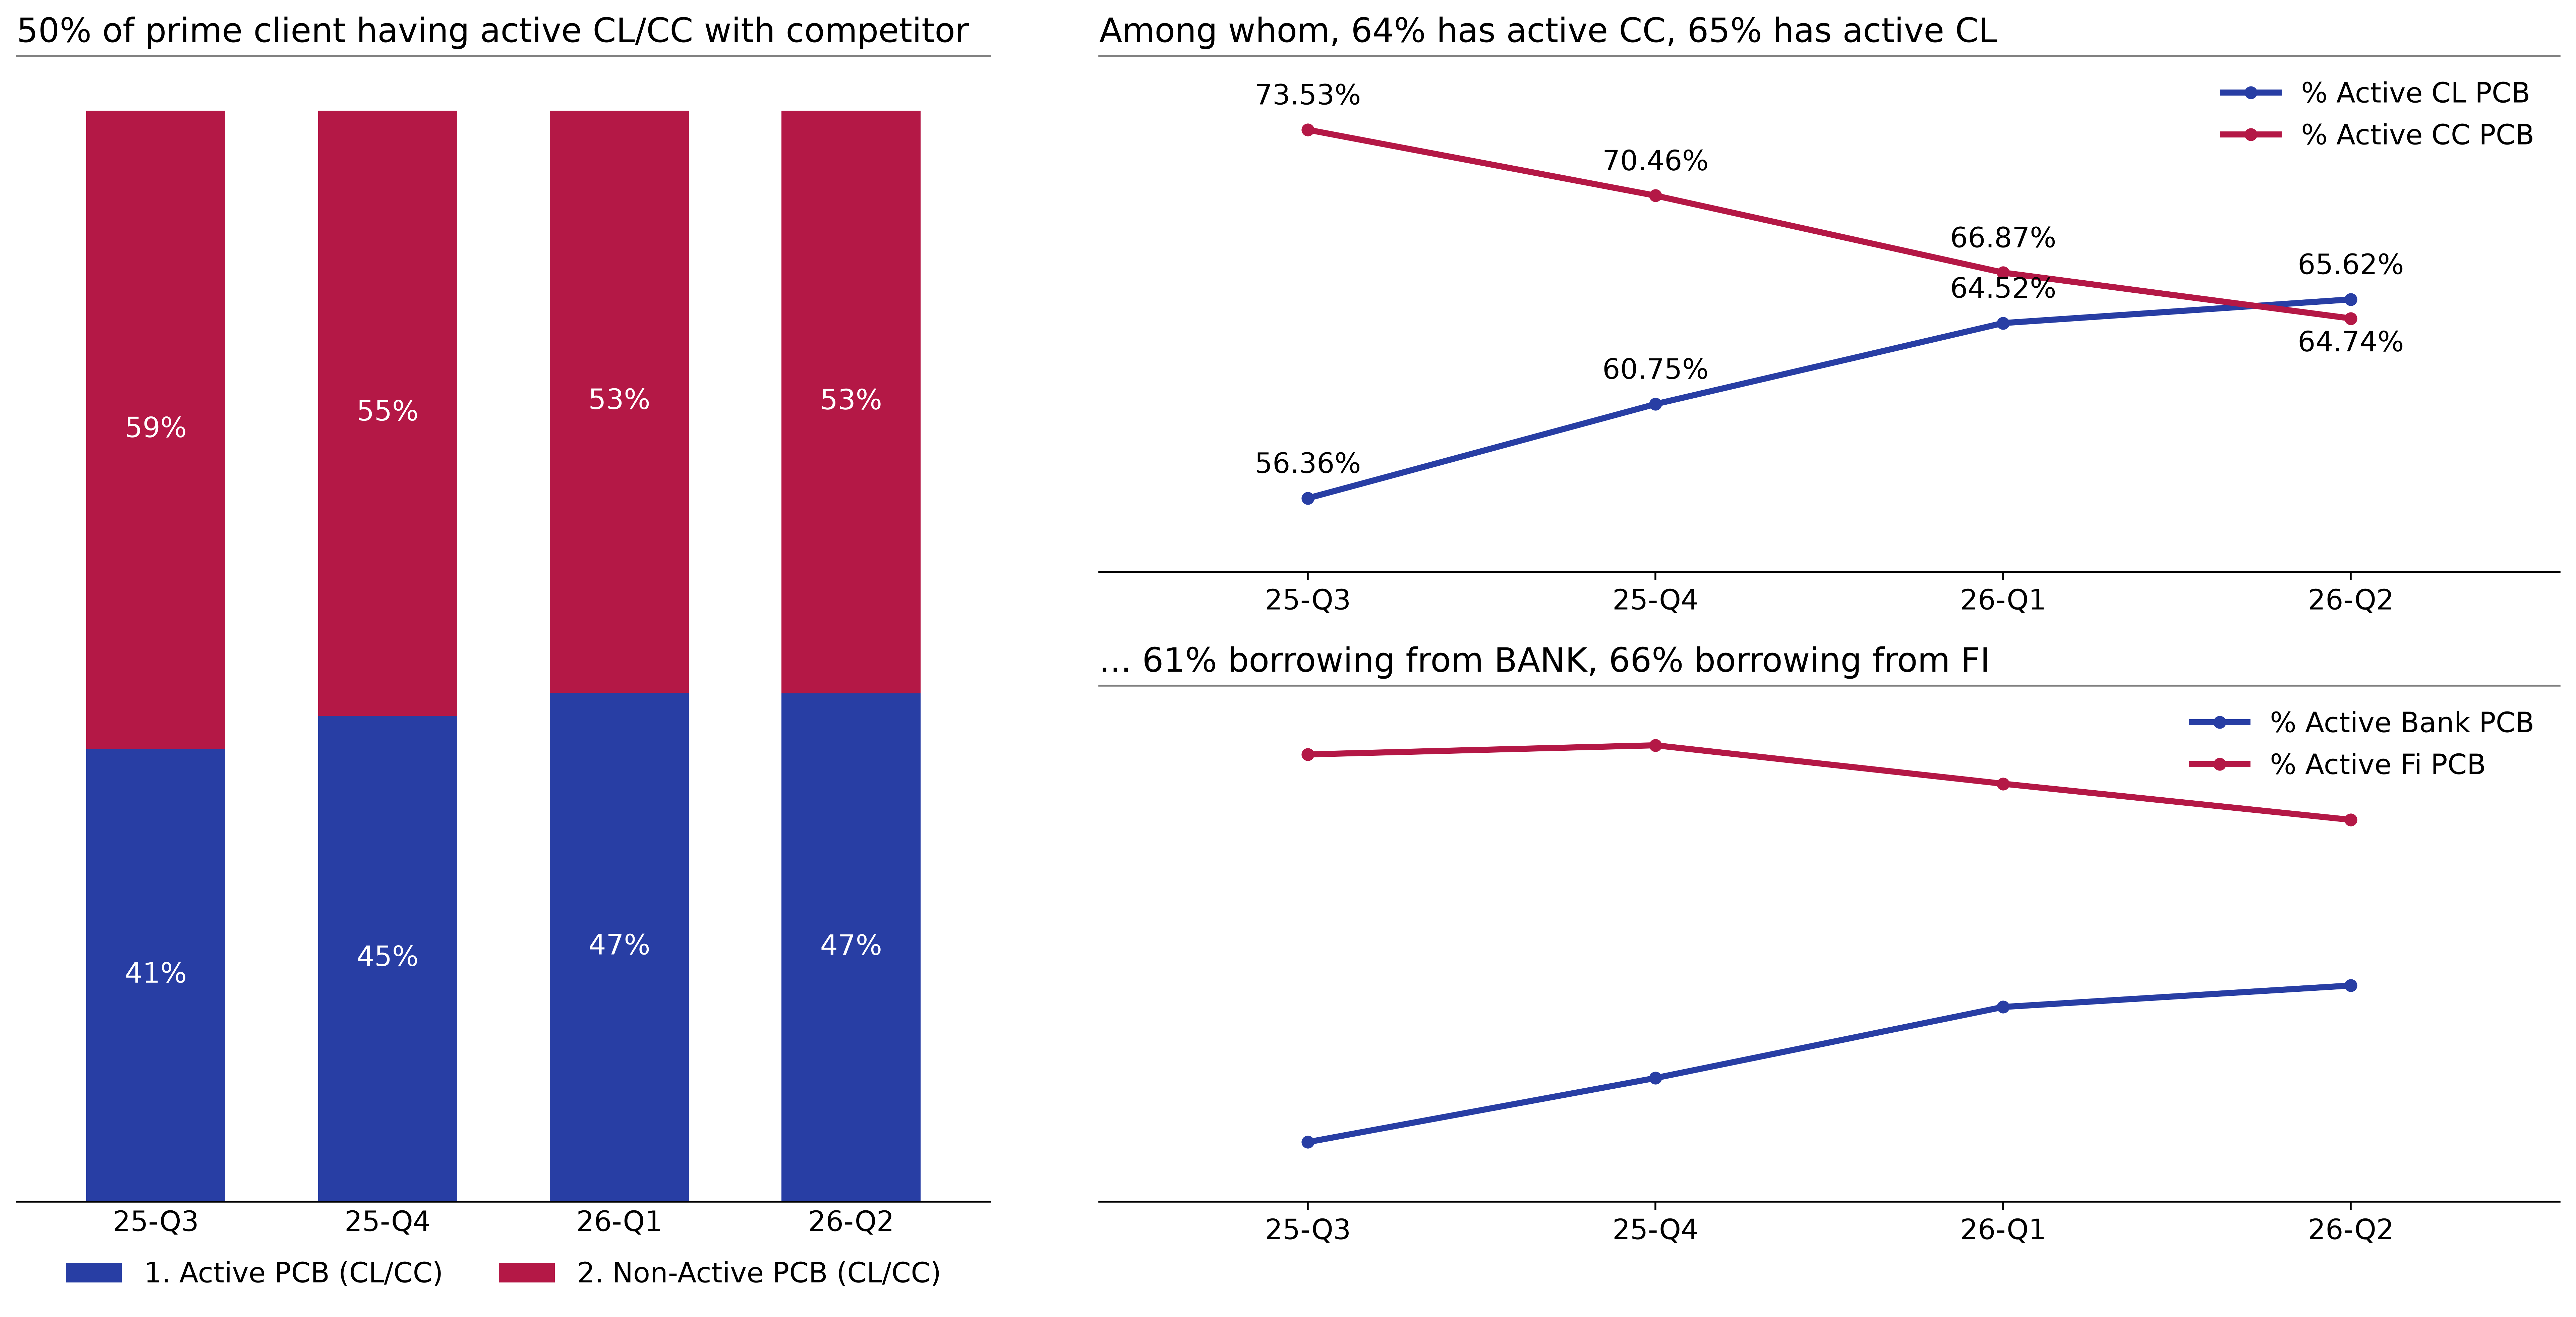 50% of prime client having active CL/CC with competitor
59%
55%
53%
53%
41%
45%
47%
47%
25-Q3
25-Q4
26-Q1
26-Q2
1. Active PCB (CL/CC)
2. Non-Active PCB (CL/CC)
Among whom, 64% has active CC, 65% has active CL
% Active CL PCB
% Active CC PCB
73.53%
70.46%
66.87%
64.52%
65.62%
64.74%
60.75%
56.36%
25-Q3
25-Q4
26-Q1
26-Q2
... 61% borrowing from BANK, 66% borrowing from FI
% Active Bank PCB
% Active Fi PCB
25-Q3
25-Q4
26-Q1
26-Q2